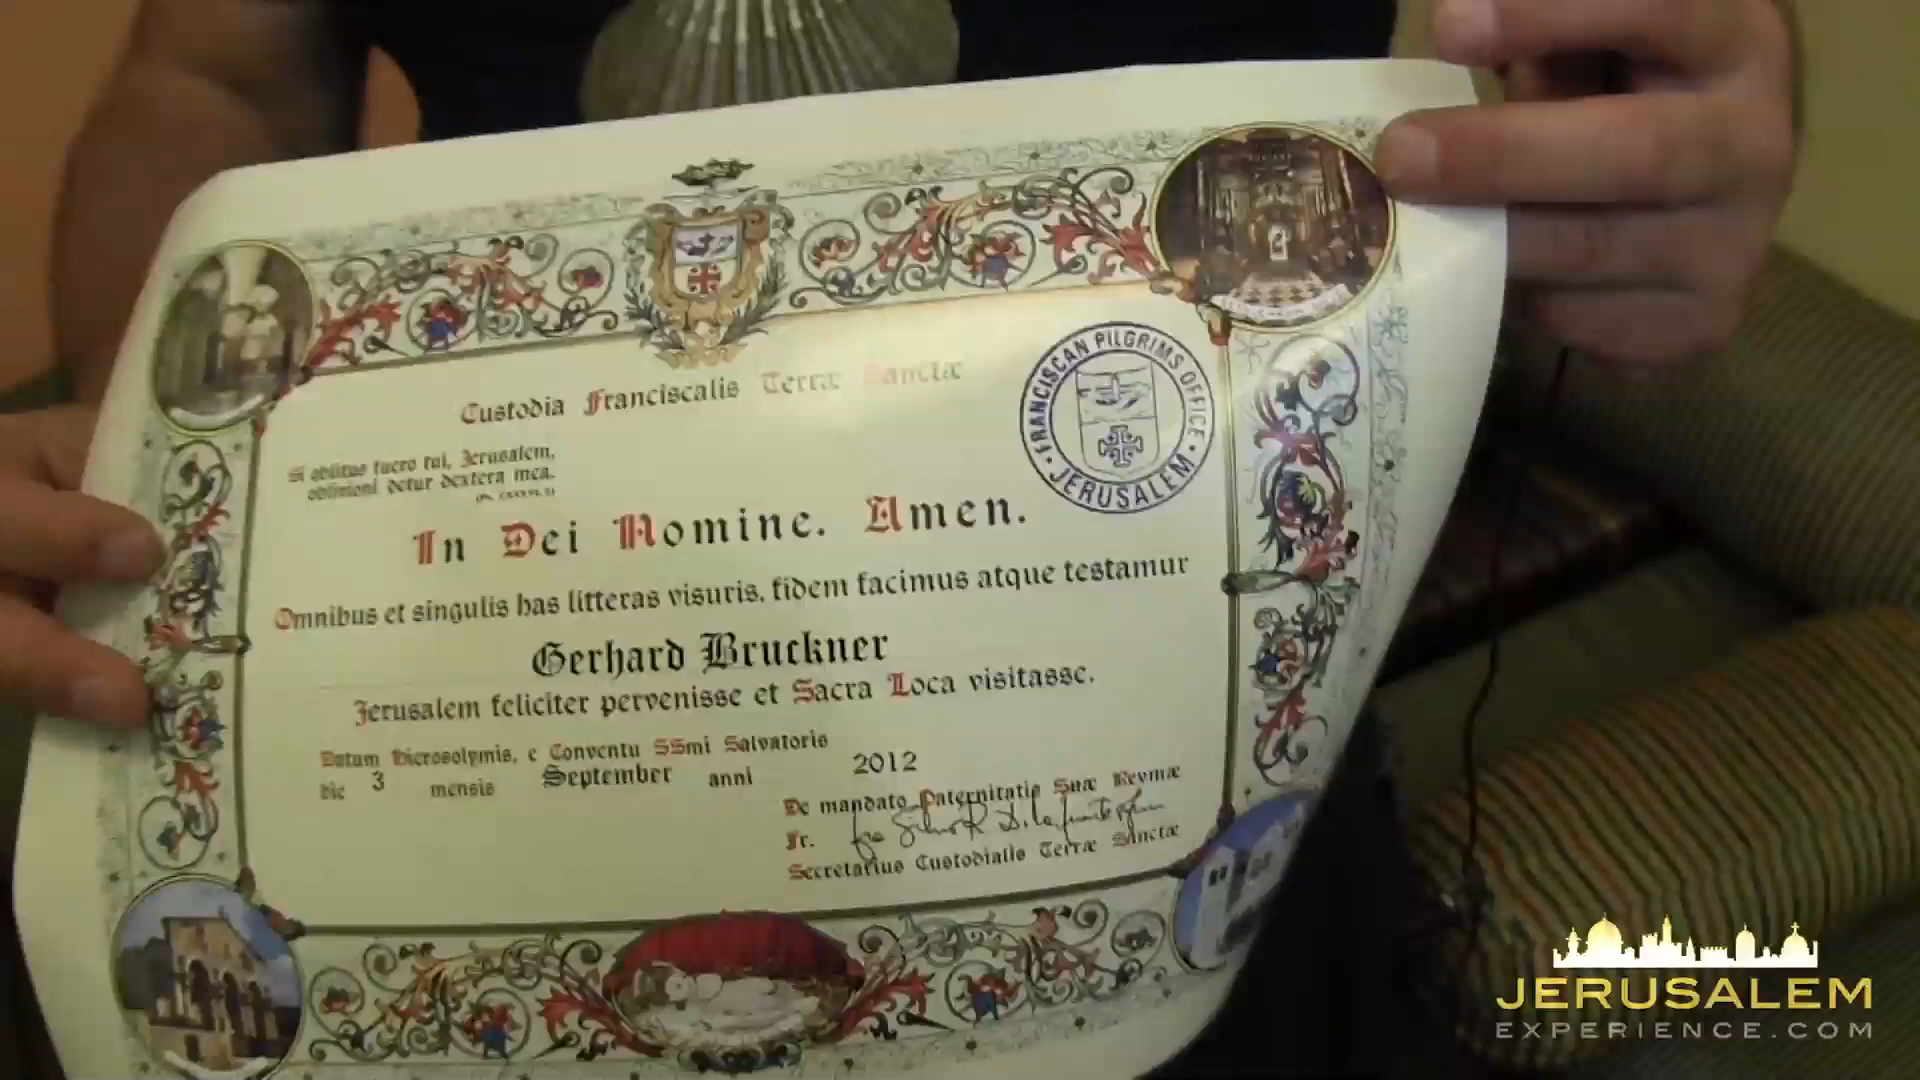 Custodia Franciscalis Terræ Sanctæ
FRANCISCAN PILGRIMS OFFICE
JERUSALEM
Si oblitus fuero tui, Jerusalem,
oblivioni detur dextera mea.
In Dei Nomine. Amen.
Omnibus et singulis has litteras visuris, fidem facimus atque testamur
Gerhard Bruckner
Jerusalem feliciter pervenisse et Sacra Loca visitasse.
Datum Hierosolymis, e Conventu SSmi Salvatoris
die 3 mensis September anni 2012
De mandato Paternitatis Suæ Revmæ
Fr.
Secretarius Custodialis Terræ Sanctæ
JERUSALEM
EXPERIENCE.COM